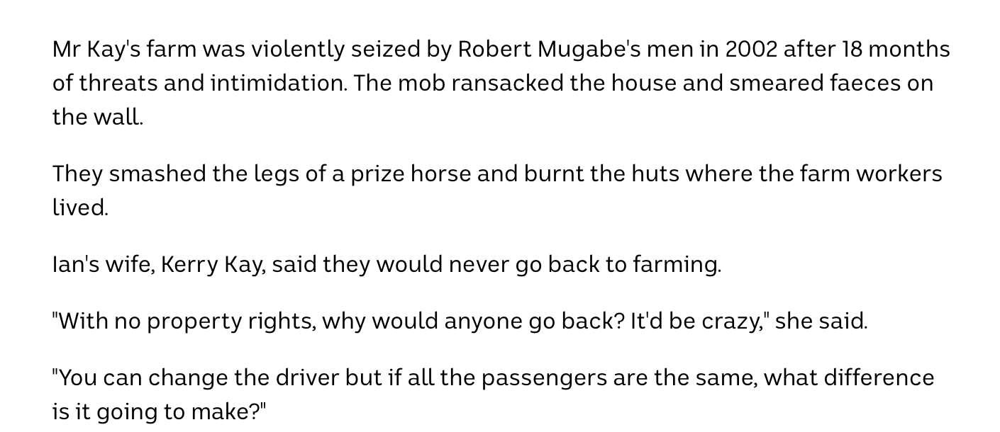 Mr Kay's farm was violently seized by Robert Mugabe's men in 2002 after 18 months
of threats and intimidation. The mob ransacked the house and smeared faeces on
the wall.
They smashed the legs of a prize horse and burnt the huts where the farm workers
lived.
Ian's wife, Kerry Kay, said they would never go back to farming.
"With no property rights, why would anyone go back? It'd be crazy," she said.
"You can change the driver but if all the passengers are the same, what difference
is it going to make?"